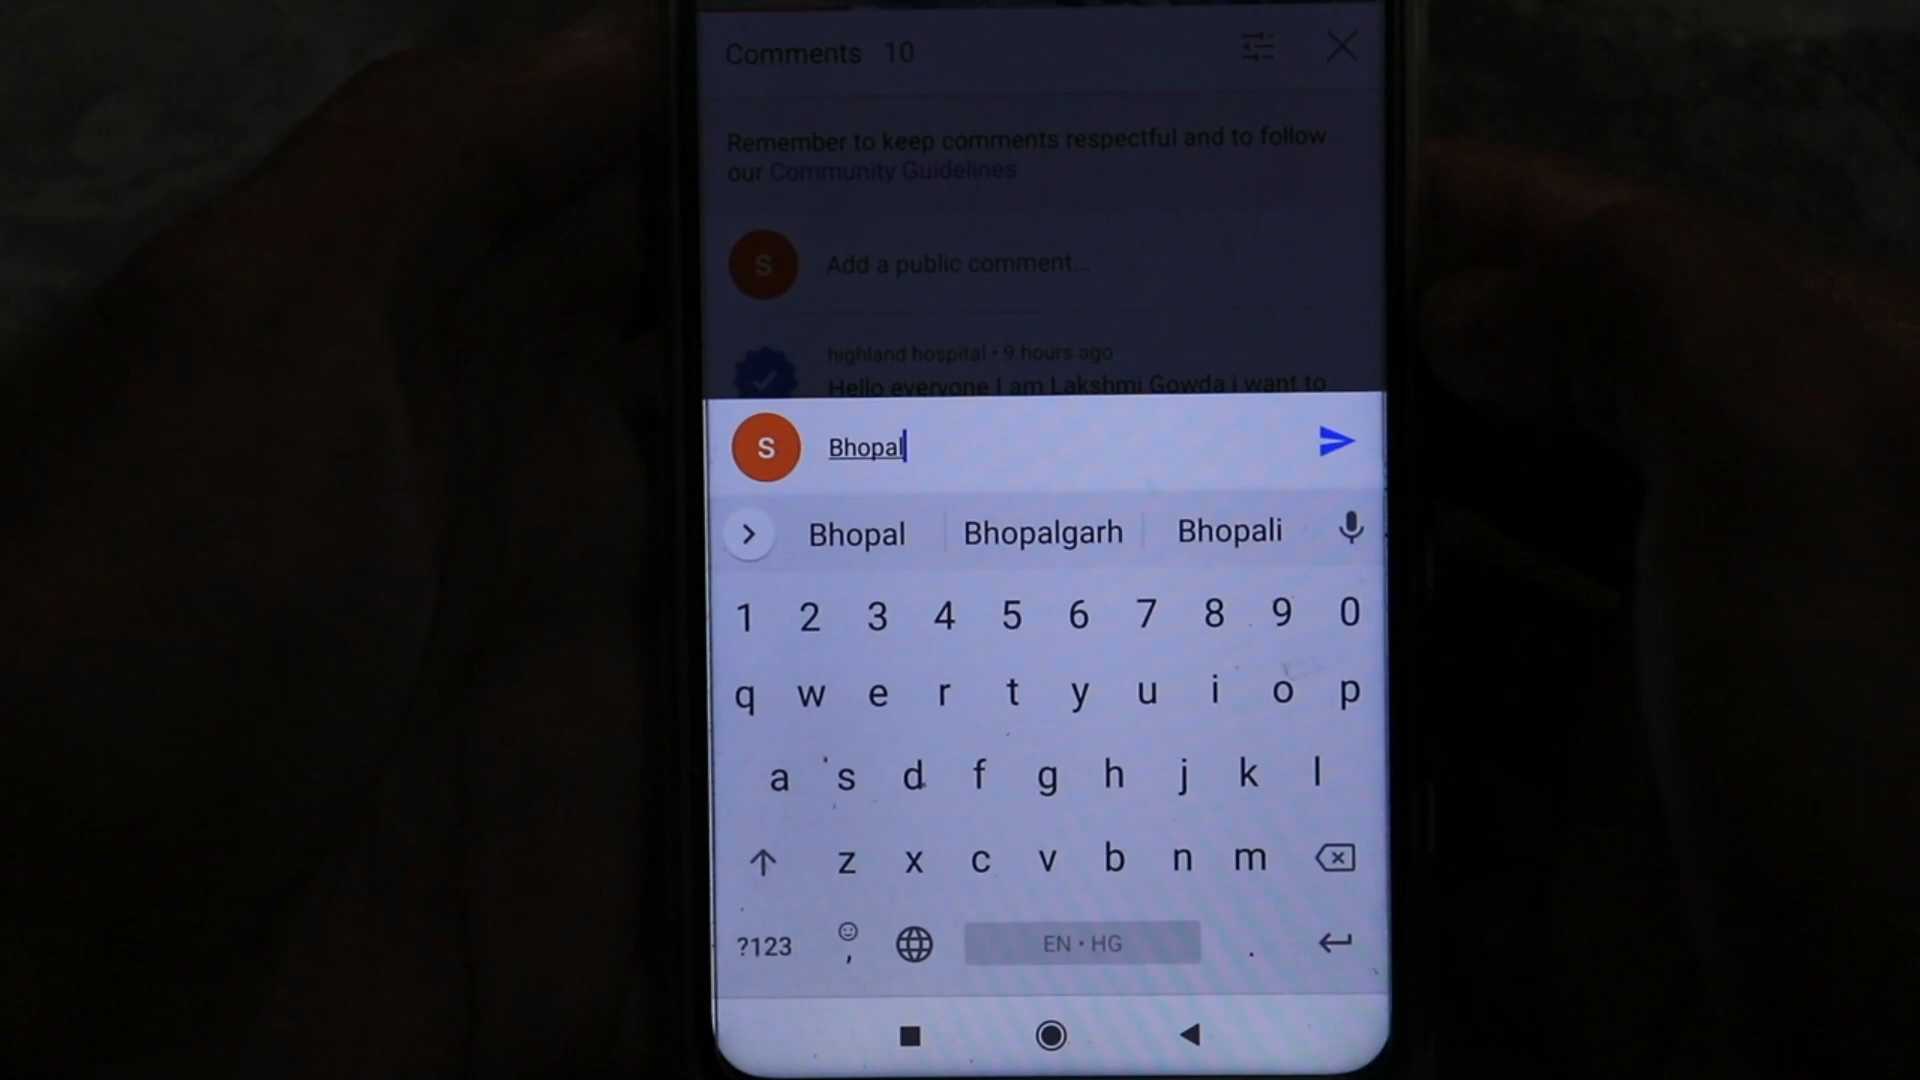 Comments 10
Remember to keep comments respectful and to follow
our Community Guidelines
S Add a public comment...
highland hospital • 9 hours ago
Hello everyone I am Lakshmi Gowda i want to
S Bhopal
Bhopal Bhopalgarh Bhopali
1 2 3 4 5 6 7 8 9 0
q w e r t y u i o p
a s d f g h j k l
z x c v b n m
?123 , EN • HG .